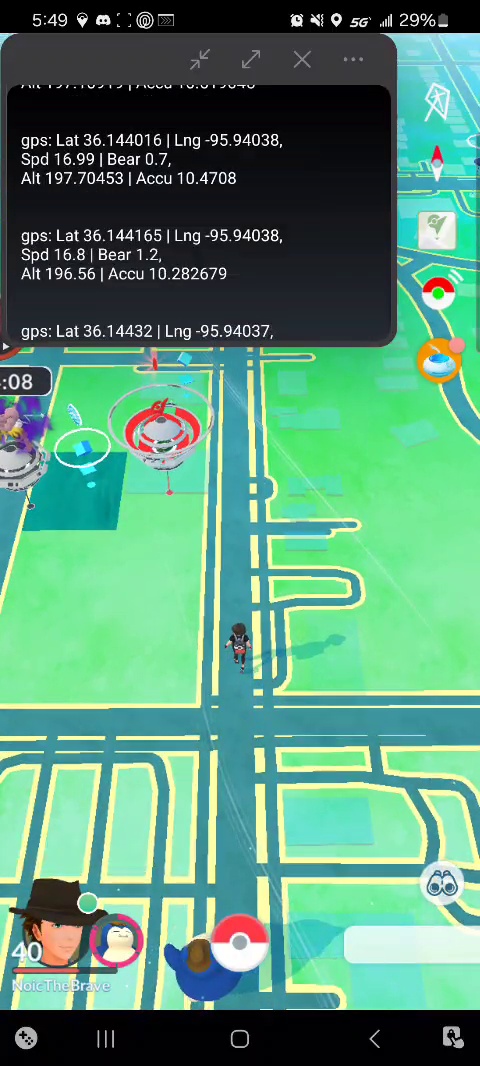 5:49
5G
29%
gps: Lat 36.144016 | Lng -95.94038,
Spd 16.99 | Bear 0.7,
Alt 197.70453 | Accu 10.4708
gps: Lat 36.144165 | Lng -95.94038,
Spd 16.8 | Bear 1.2,
Alt 196.56 | Accu 10.282679
gps: Lat 36.14432 | Lng -95.94037,
:08
40
NoicTheBrave